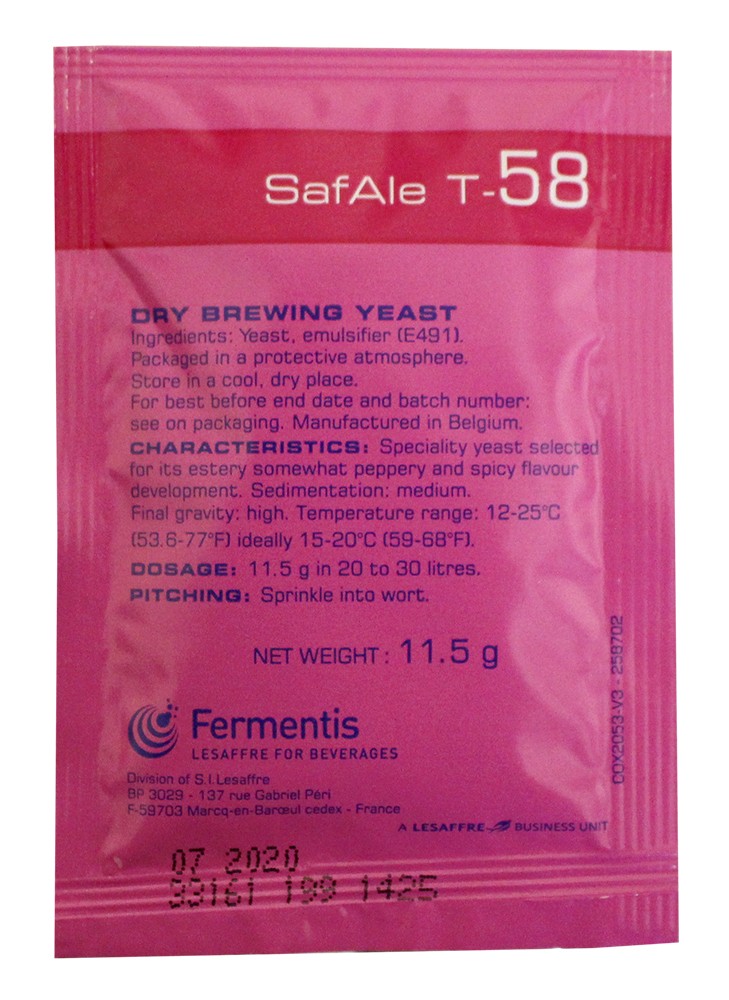 SafAle T-58
DRY BREWING YEAST
Ingredients: Yeast, emulsifier (E491).
Packaged in a protective atmosphere.
Store in a cool, dry place.
For best before end date and batch number:
see on packaging. Manufactured in Belgium.
CHARACTERISTICS: Speciality yeast selected
for its estery somewhat peppery and spicy flavour
development. Sedimentation: medium.
Final gravity: high. Temperature range: 12-25°C
(53.6-77°F) ideally 15-20°C (59-68°F).
DOSAGE: 11.5 g in 20 to 30 litres.
PITCHING: Sprinkle into wort.
NET WEIGHT : 11.5 g
Fermentis
LESAFFRE FOR BEVERAGES
Division of S.I.Lesaffre
BP 3029 - 137 rue Gabriel Péri
F-59703 Marcq-en-Barœul cedex - France
A LESAFFRE BUSINESS UNIT
COX2053-V3 - 258702
07 2020
33161 199 1425